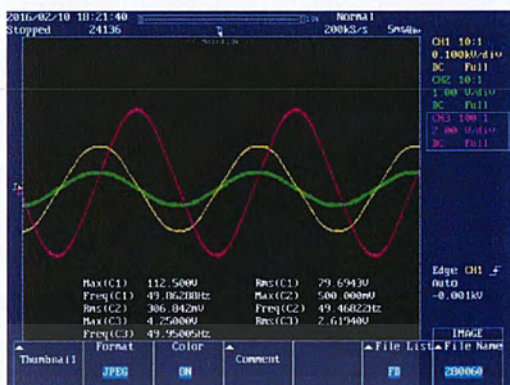 2016/02/10 18:21:40 Normal
Stopped 24136 200kS/s 5ms/div
CH1 10:1
0.100kV/div
DC Full
CH2 10:1
1.00 V/div
DC Full
CH3 100:1
2.00 V/div
DC Full
Edge CH1
Auto
-0.001kV
Max(C1) 112.500V Rms(C1) 79.6943V
Freq(C1) 49.86288Hz Max(C2) 500.000mV
Rms(C2) 306.842mV Freq(C2) 49.46822Hz
Max(C3) 4.25000V Rms(C3) 2.61940V
Freq(C3) 49.95005Hz
IMAGE
Thumbnail Format Color Comment File List File Name
JPEG ON FD 280060